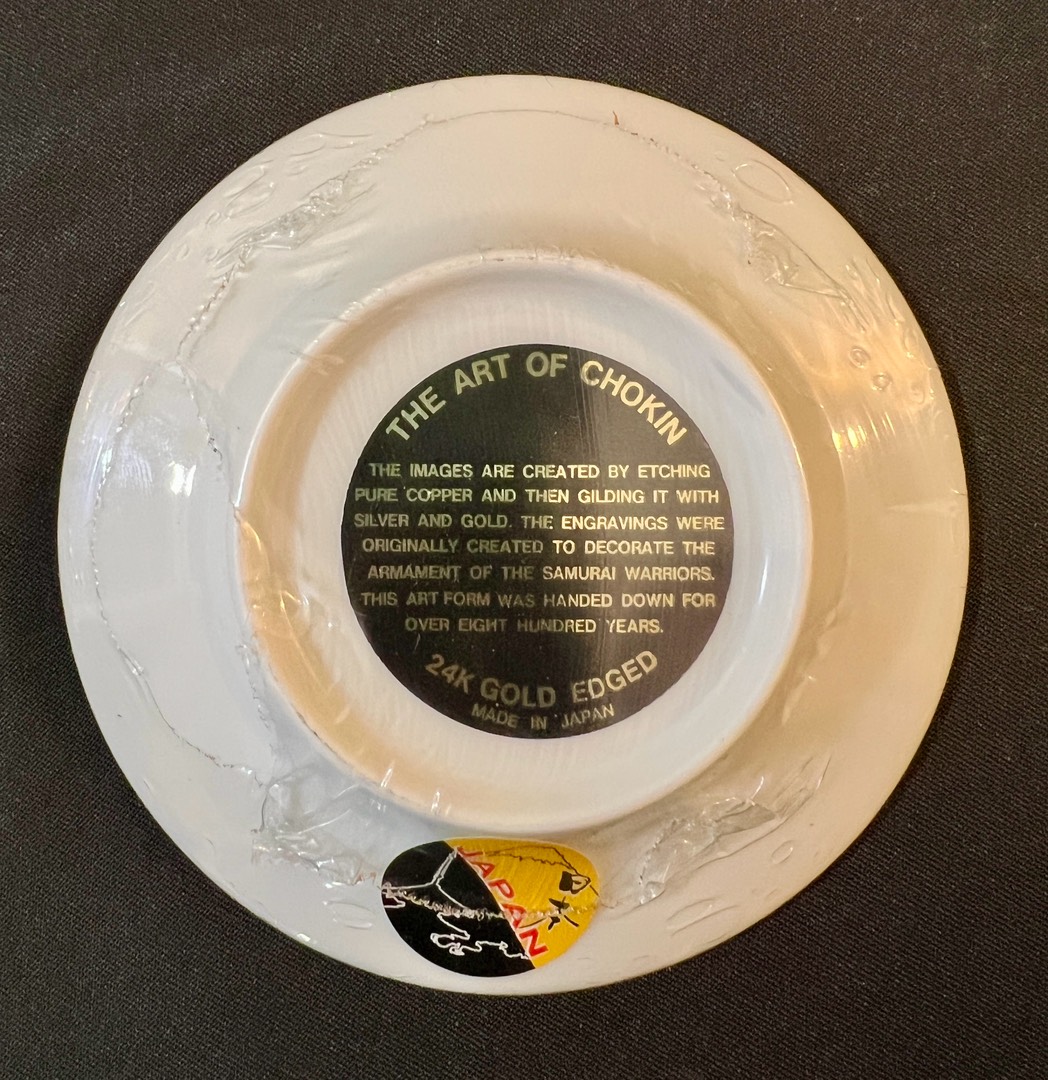 THE ART OF CHOKIN
THE IMAGES ARE CREATED BY ETCHING
PURE COPPER AND THEN GILDING IT WITH
SILVER AND GOLD. THE ENGRAVINGS WERE
ORIGINALLY CREATED TO DECORATE THE
ARMAMENT OF THE SAMURAI WARRIORS.
THIS ART FORM WAS HANDED DOWN FOR
OVER EIGHT HUNDRED YEARS.
24K GOLD EDGED
MADE IN JAPAN
JAPAN